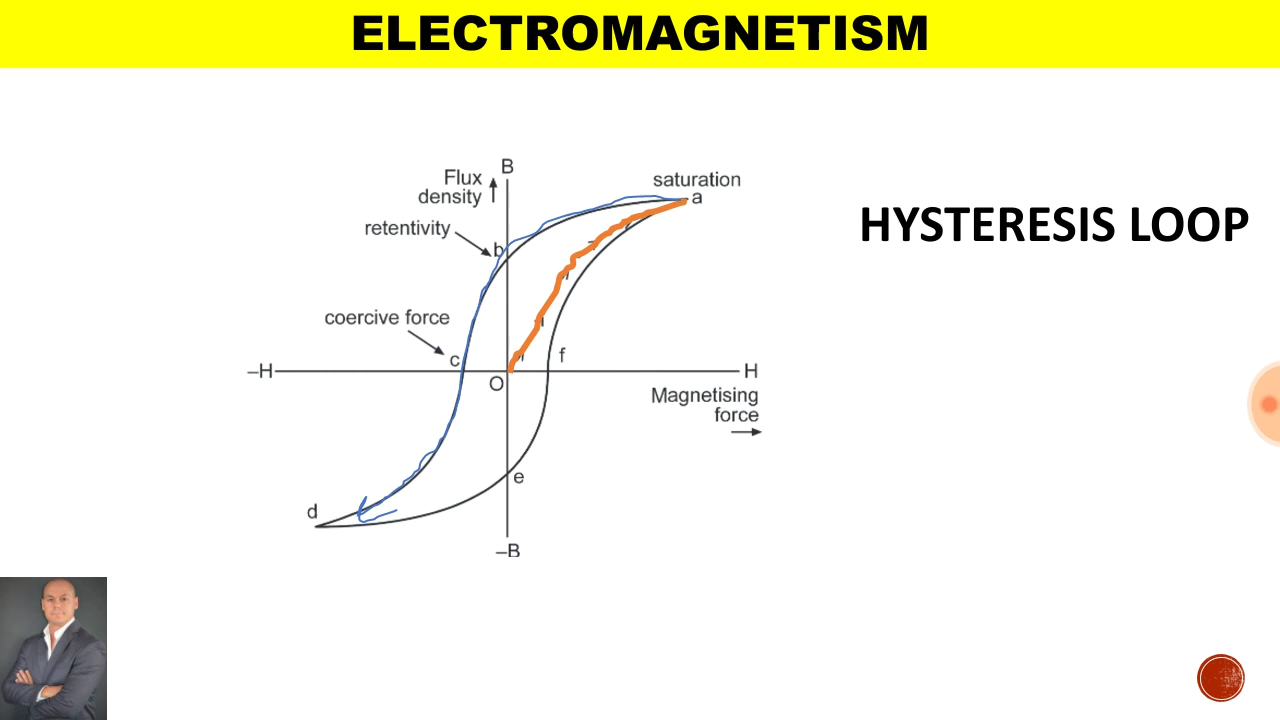 ELECTROMAGNETISM
B
Flux
density
saturation
a
retentivity
b
HYSTERESIS LOOP
coercive force
c
f
–H
H
O
Magnetising
force
e
d
–B